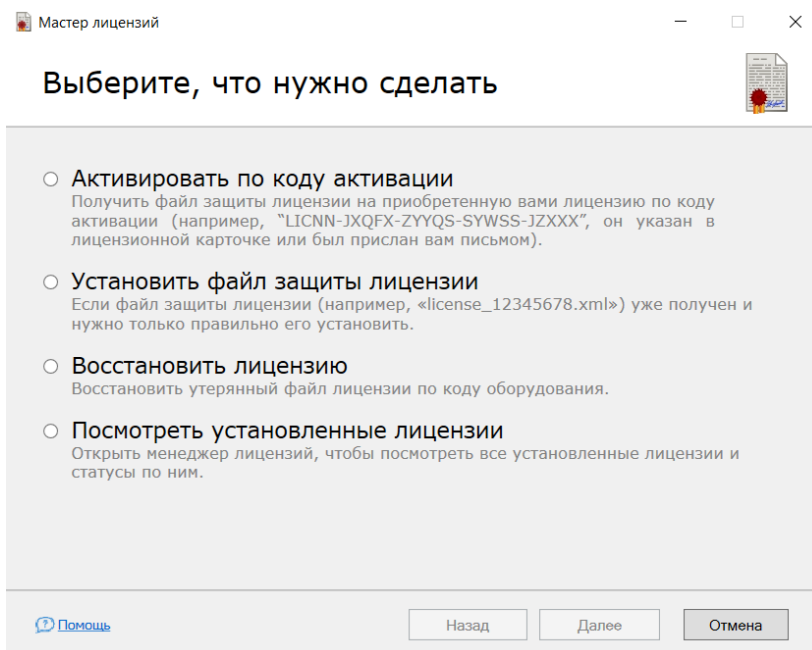 Мастер лицензий
Выберите, что нужно сделать
Активировать по коду активации
Получить файл защиты лицензии на приобретенную вами лицензию по коду
активации (например, “LICNN-JXQFX-ZYYQS-SYWSS-JZXXX”, он указан в
лицензионной карточке или был прислан вам письмом).
Установить файл защиты лицензии
Если файл защиты лицензии (например, «license_12345678.xml») уже получен и
нужно только правильно его установить.
Восстановить лицензию
Восстановить утерянный файл лицензии по коду оборудования.
Посмотреть установленные лицензии
Открыть менеджер лицензий, чтобы посмотреть все установленные лицензии и
статусы по ним.
Помощь
Назад
Далее
Отмена